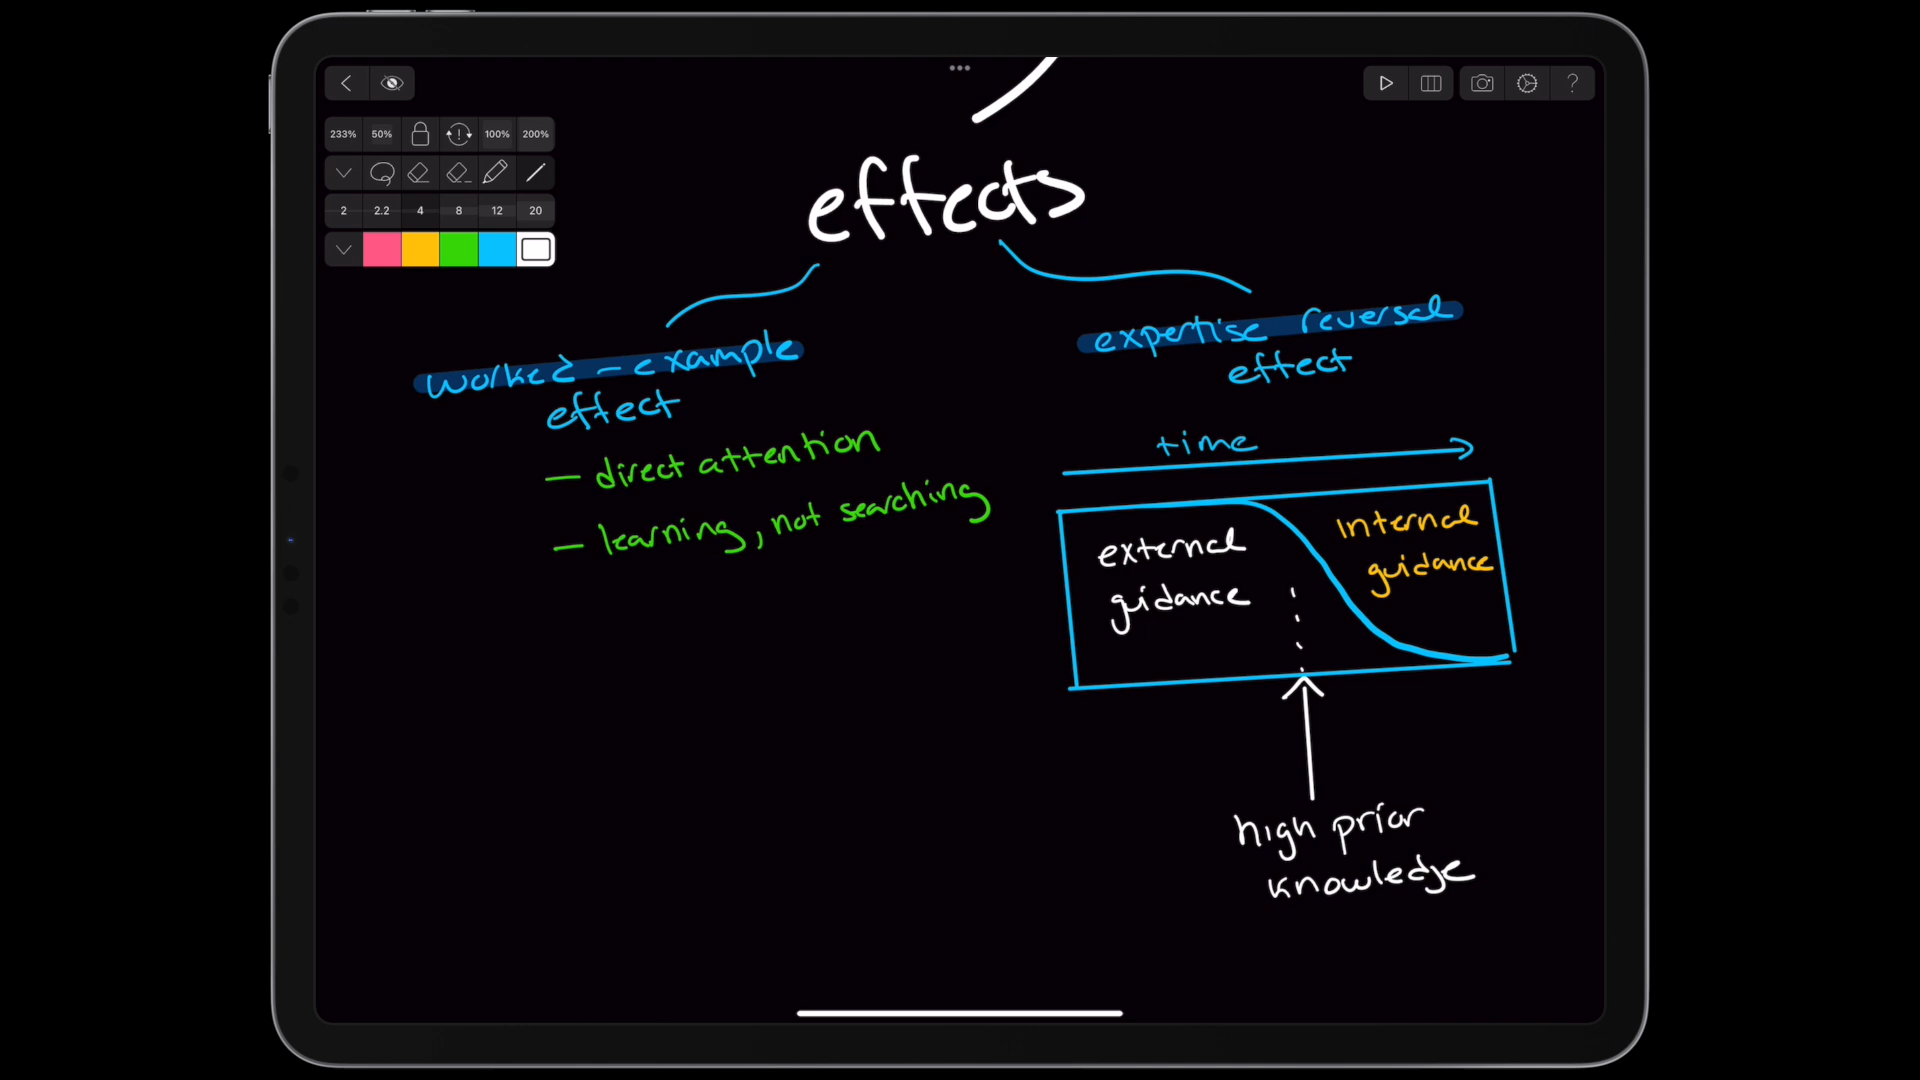 233% 50% 100% 200%
2 2.2 4 8 12 20
?
effects
worked-example
effect
- direct attention
- learning, not searching
expertise reversal
effect
time
external
guidance
internal
guidance
high prior
knowledge